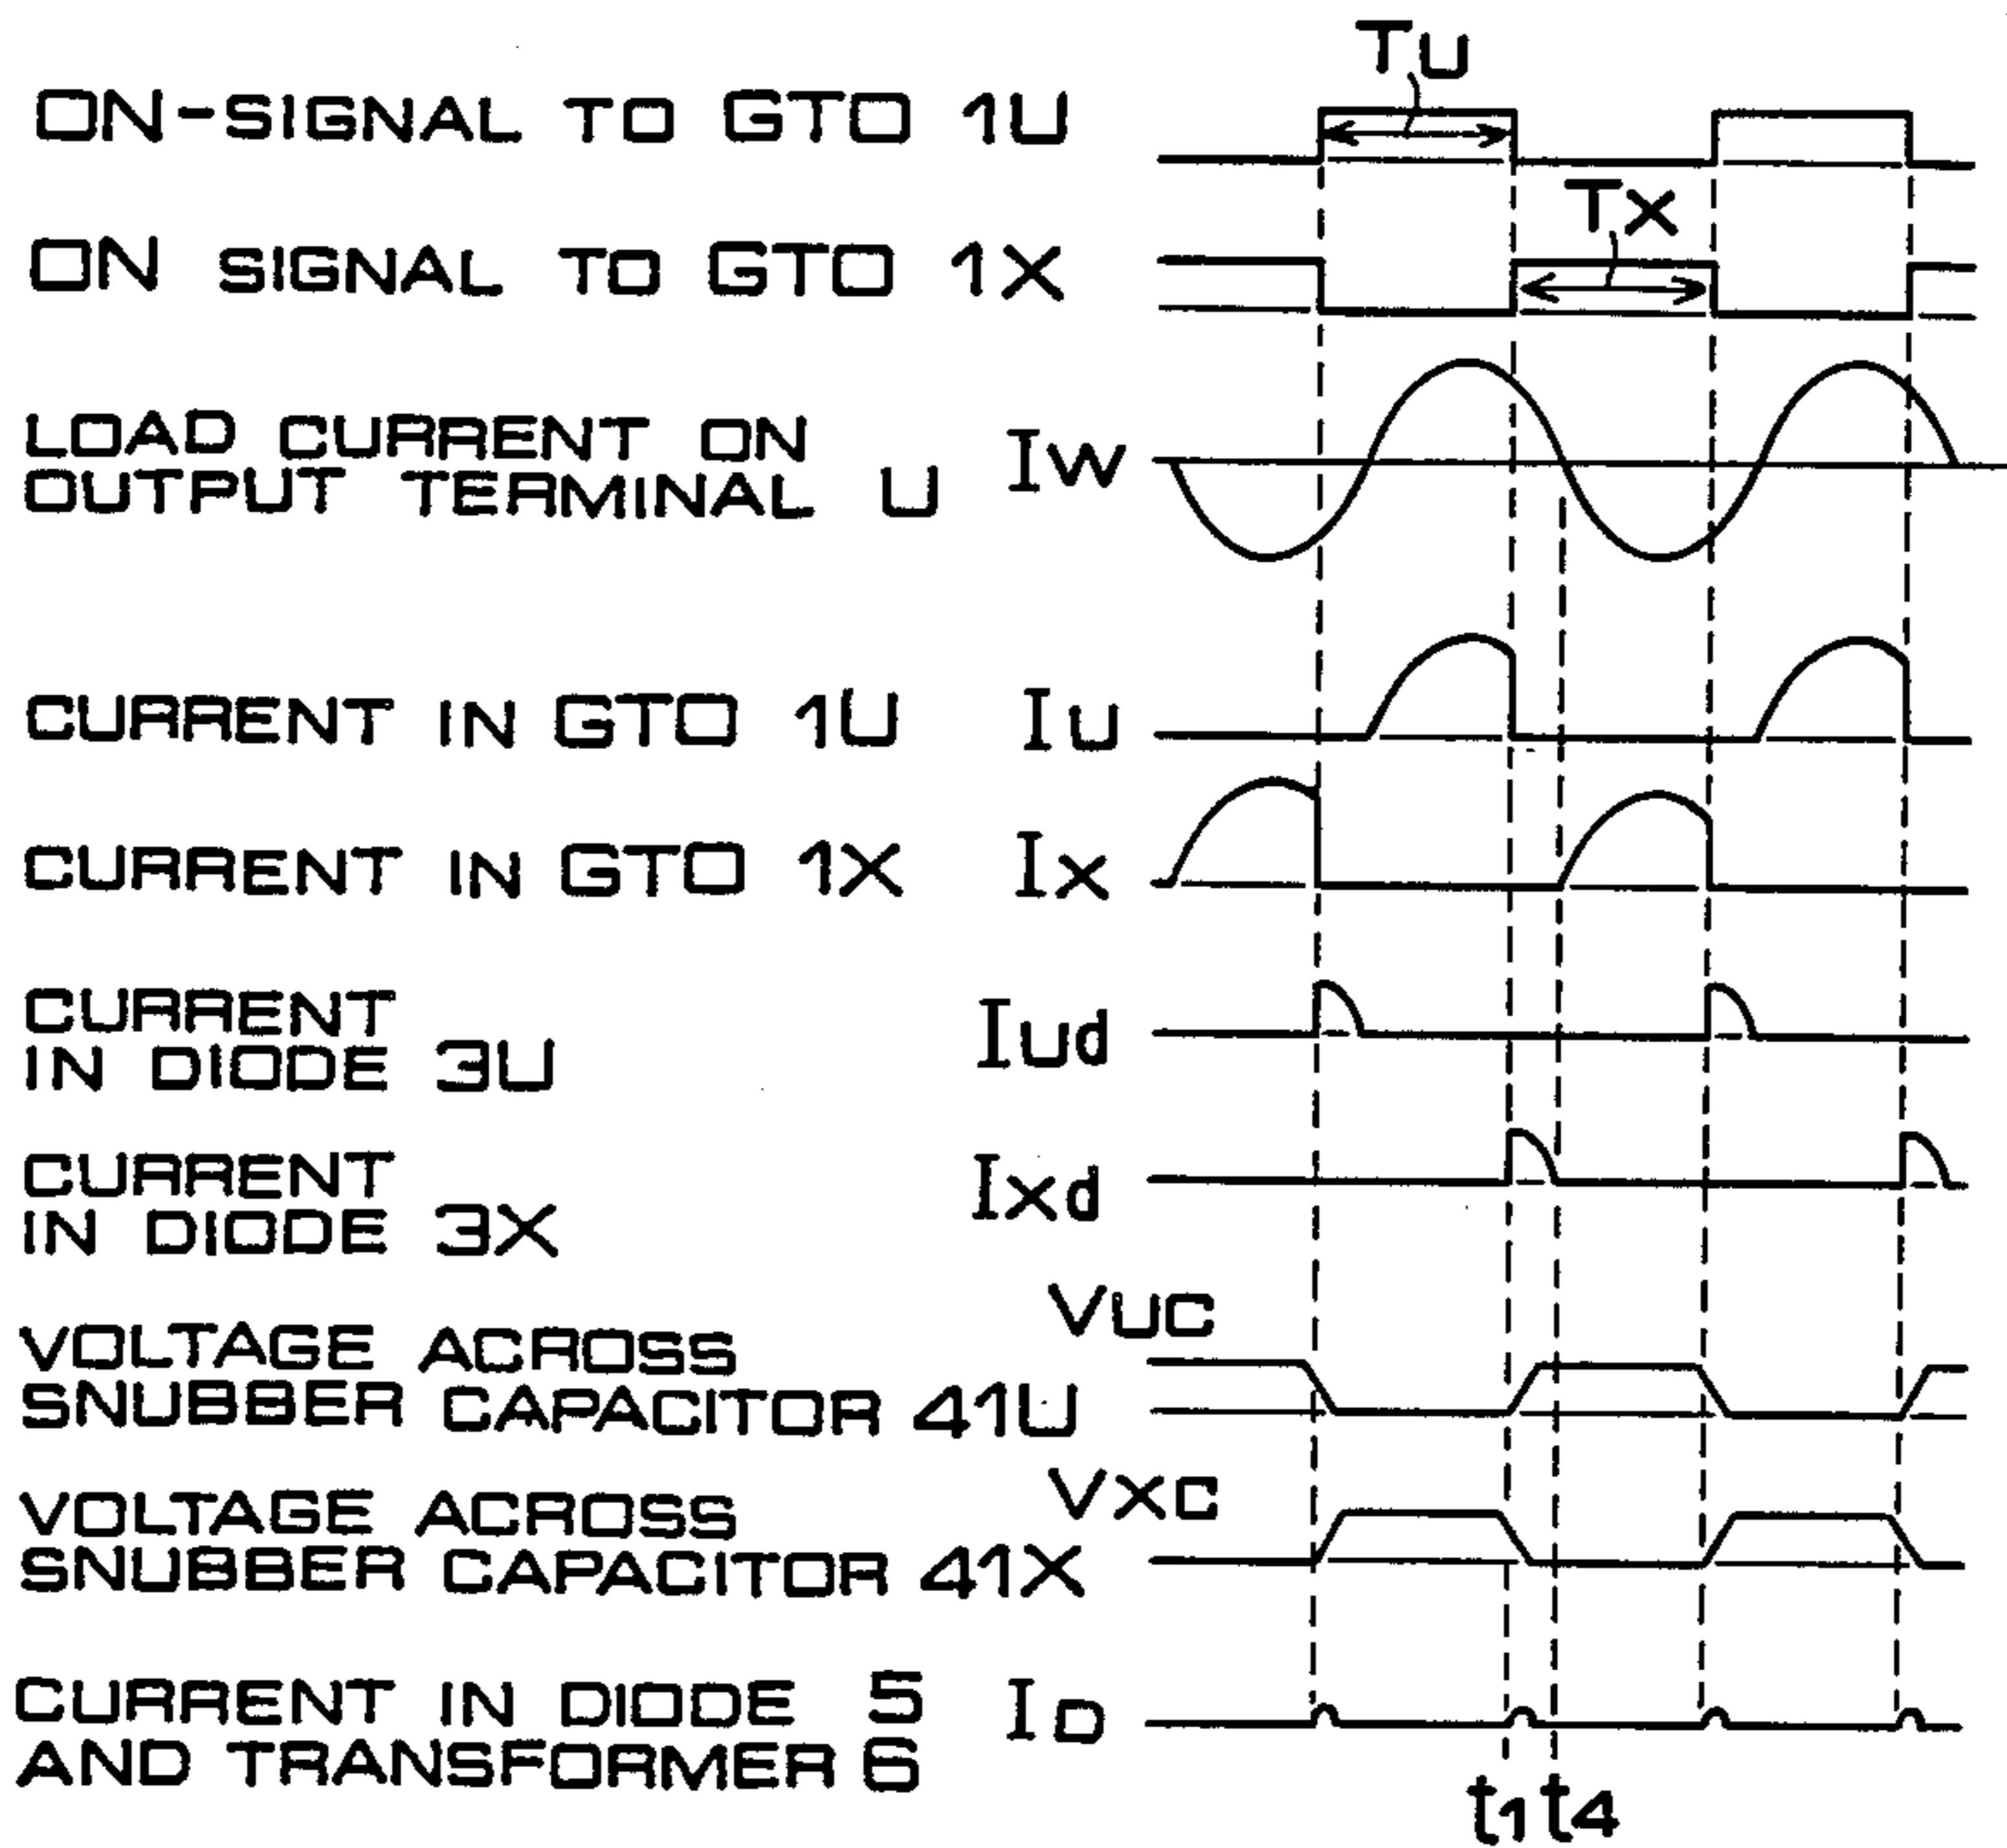 TU
ON-SIGNAL TO GTO 1U
TX
ON SIGNAL TO GTO 1X
LOAD CURRENT ON
OUTPUT TERMINAL U IW
CURRENT IN GTO 1U IU
CURRENT IN GTO 1X IX
CURRENT
IN DIODE 3U IUd
CURRENT
IN DIODE 3X IXd
VUC
VOLTAGE ACROSS
SNUBBER CAPACITOR 41U
VXC
VOLTAGE ACROSS
SNUBBER CAPACITOR 41X
CURRENT IN DIODE 5 ID
AND TRANSFORMER 6
t1 t4